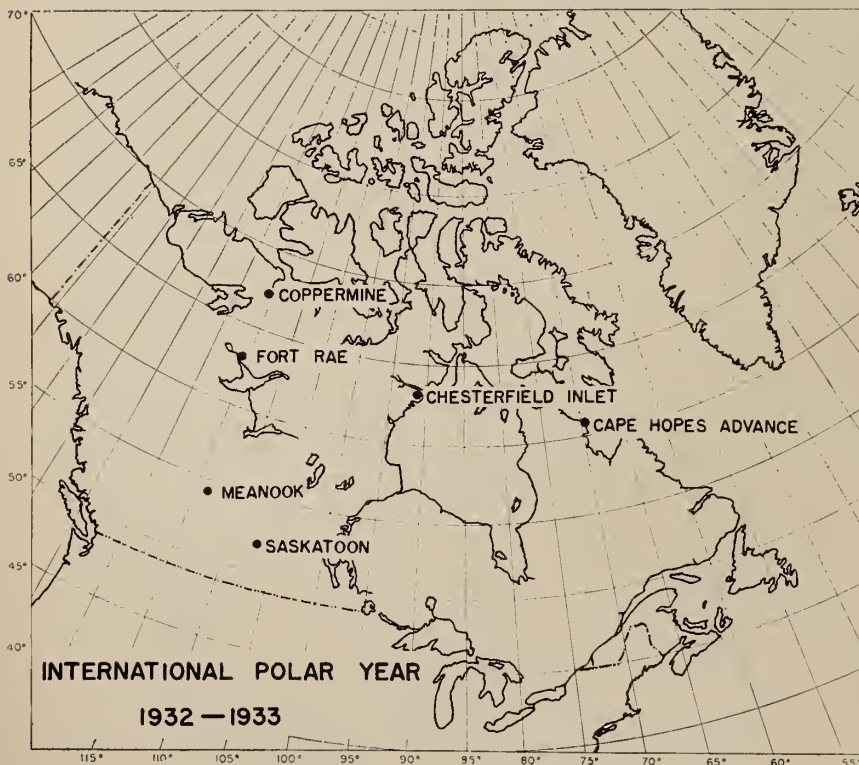 70°
65°
60°
55°
50°
45°
40°
COPPERMINE
FORT RAE
CHESTERFIELD INLET
CAPE HOPES ADVANCE
MEANOOK
SASKATOON
INTERNATIONAL POLAR YEAR
1932 — 1933
115° 110° 105° 100° 95° 90° 85° 80° 75° 70° 65° 60° 55°